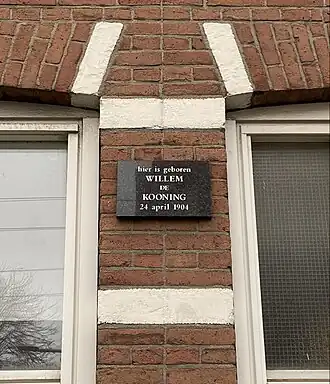 hier is geboren
WILLEM
DE
KOONING
24 april 1904